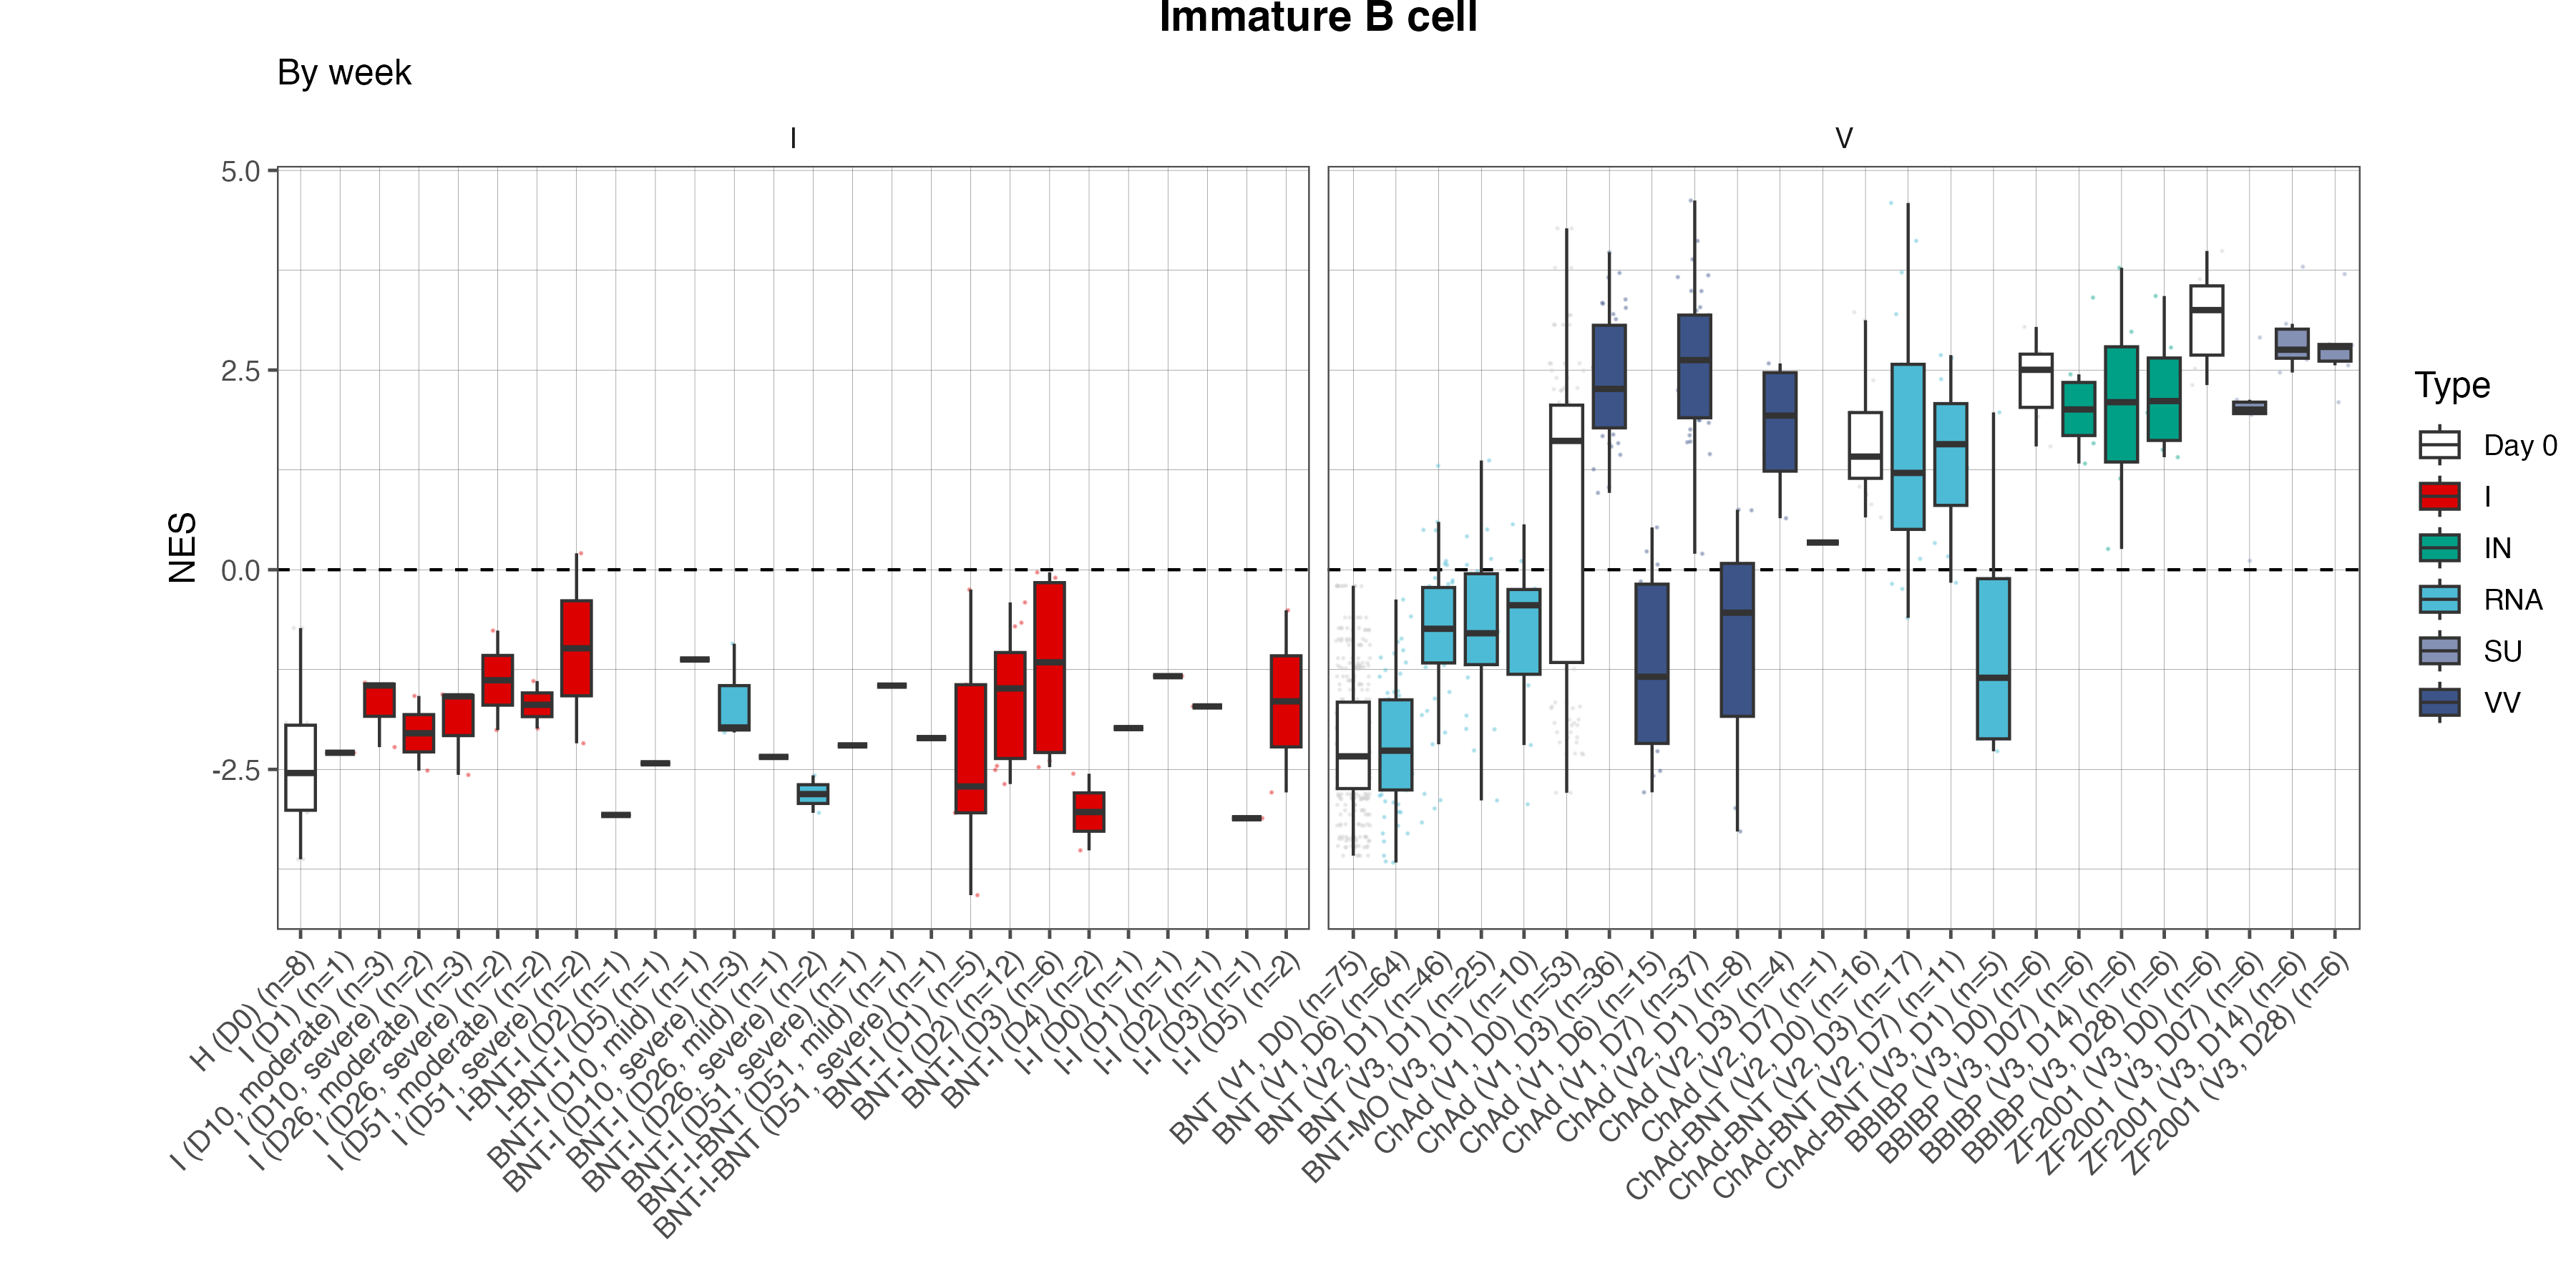 Immature B cell
By week
I
V
5.0
2.5
0.0
-2.5
NES
H (D0) (n=8)
I (D1) (n=1)
I (D10, moderate) (n=3)
I (D10, severe) (n=2)
I (D26, moderate) (n=3)
I (D26, severe) (n=2)
I (D51, moderate) (n=2)
I (D51, severe) (n=2)
I-BNT-I (D2) (n=1)
I-BNT-I (D5) (n=1)
BNT-I (D10, mild) (n=1)
BNT-I (D10, severe) (n=3)
BNT-I (D26, mild) (n=1)
BNT-I (D26, severe) (n=2)
BNT-I (D51, severe) (n=1)
BNT-I-BNT (D51, mild) (n=1)
BNT-I-BNT (D51, severe) (n=1)
BNT-I (D1) (n=5)
BNT-I (D2) (n=12)
BNT-I (D3) (n=6)
BNT-I (D4) (n=2)
I-I (D0) (n=1)
I-I (D1) (n=1)
I-I (D2) (n=1)
I-I (D3) (n=1)
I-I (D5) (n=2)
BNT (V1, D0) (n=75)
BNT (V1, D6) (n=64)
BNT (V2, D1) (n=46)
BNT (V3, D1) (n=25)
BNT-MO (V3, D1) (n=10)
ChAd (V1, D0) (n=53)
ChAd (V1, D3) (n=36)
ChAd (V1, D6) (n=15)
ChAd (V1, D7) (n=37)
ChAd (V2, D1) (n=8)
ChAd (V2, D3) (n=4)
ChAd (V2, D7) (n=1)
ChAd-BNT (V2, D0) (n=16)
ChAd-BNT (V2, D3) (n=17)
ChAd-BNT (V2, D7) (n=11)
ChAd-BNT (V3, D1) (n=5)
BBIBP (V3, D0) (n=6)
BBIBP (V3, D07) (n=6)
BBIBP (V3, D14) (n=6)
BBIBP (V3, D28) (n=6)
ZF2001 (V3, D0) (n=6)
ZF2001 (V3, D07) (n=6)
ZF2001 (V3, D14) (n=6)
ZF2001 (V3, D28) (n=6)
Type
Day 0
I
IN
RNA
SU
VV